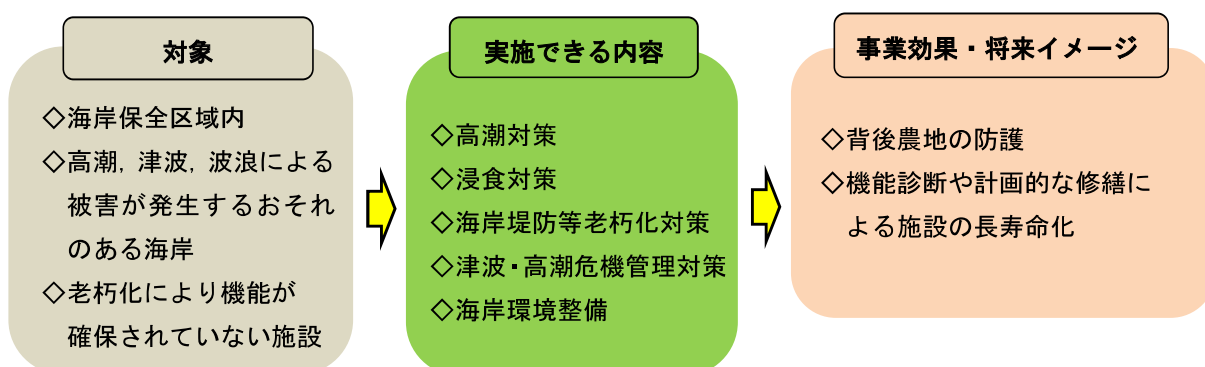 対象
◇海岸保全区域内
◇高潮，津波，波浪による
被害が発生するおそれ
のある海岸
◇老朽化により機能が
確保されていない施設
実施できる内容
◇高潮対策
◇浸食対策
◇海岸堤防等老朽化対策
◇津波・高潮危機管理対策
◇海岸環境整備
事業効果・将来イメージ
◇背後農地の防護
◇機能診断や計画的な修繕に
よる施設の長寿命化